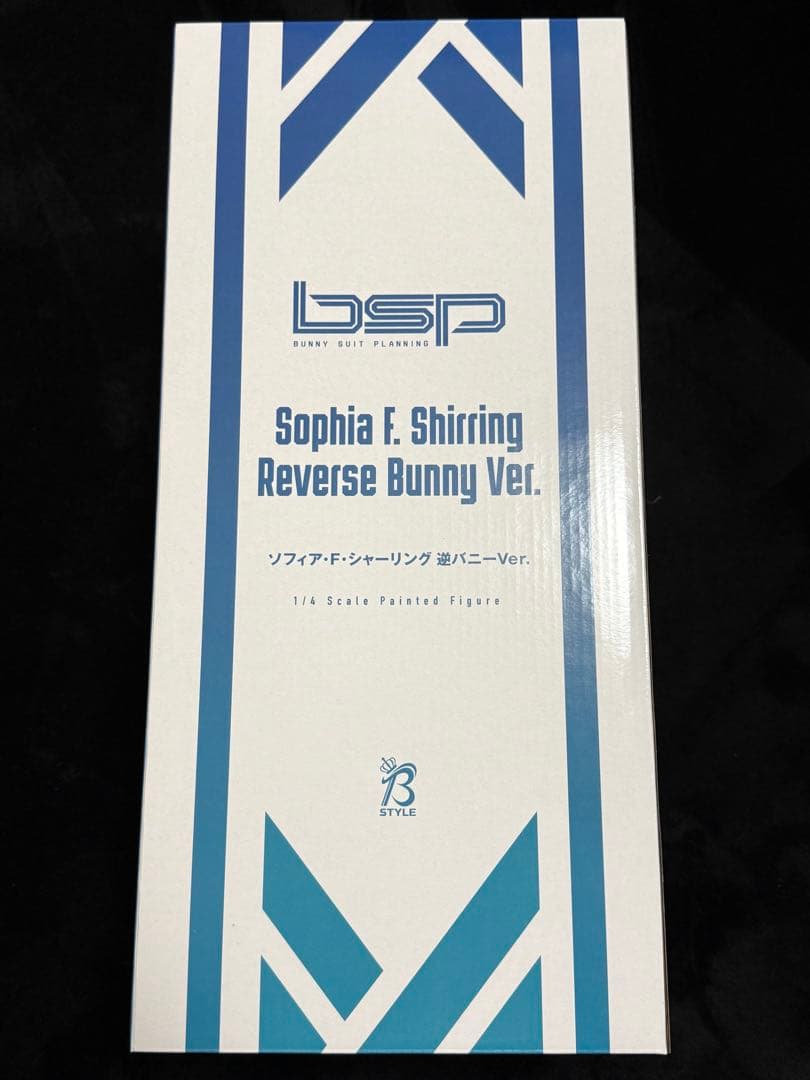 bsp
BUNNY SUIT PLANNING
Sophia F. Shirring
Reverse Bunny Ver.
ソフィア・F・シャーリング 逆バニーVer.
1/4 Scale Painted Figure
B
STYLE